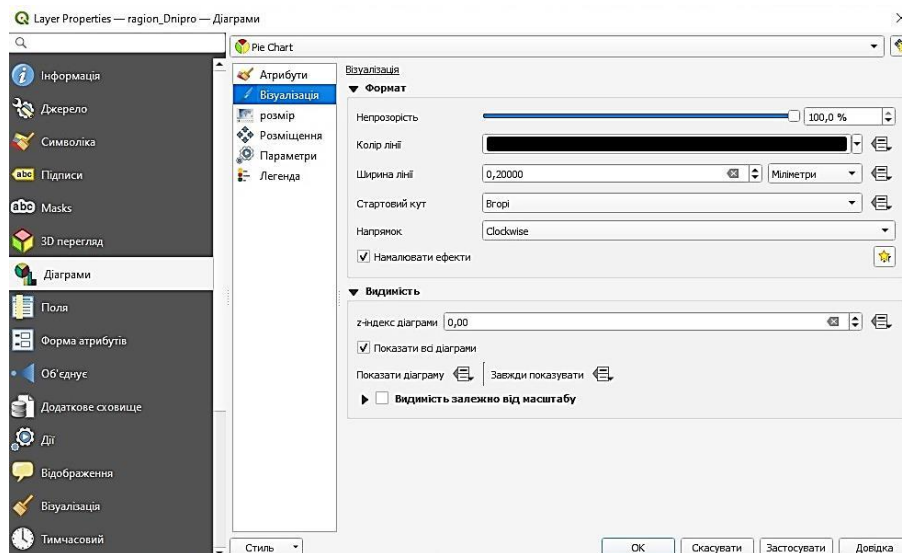 Layer Properties — ragion_Dnipro — Діаграми
Pie Chart
Інформація
Джерело
Символіка
abc Підписи
abc Masks
3D перегляд
Діаграми
Поля
Форма атрибутів
Об'єднує
Додаткове сховище
Дії
Відображення
Візуалізація
Тимчасовий
Атрибути
Візуалізація
розмір
Розміщення
Параметри
Легенда
Стиль
Візуалізація
Формат
Непрозорість 100,0 %
Колір лінії
Ширина лінії 0,20000 Міліметри
Стартовий кут Вгорі
Напрямок Clockwise
Намалювати ефекти
Видимість
z-індекс діаграми 0,00
Показати всі діаграми
Показати діаграму Завжди показувати
Видимість залежно від масштабу
OK Скасувати Застосувати Довідка